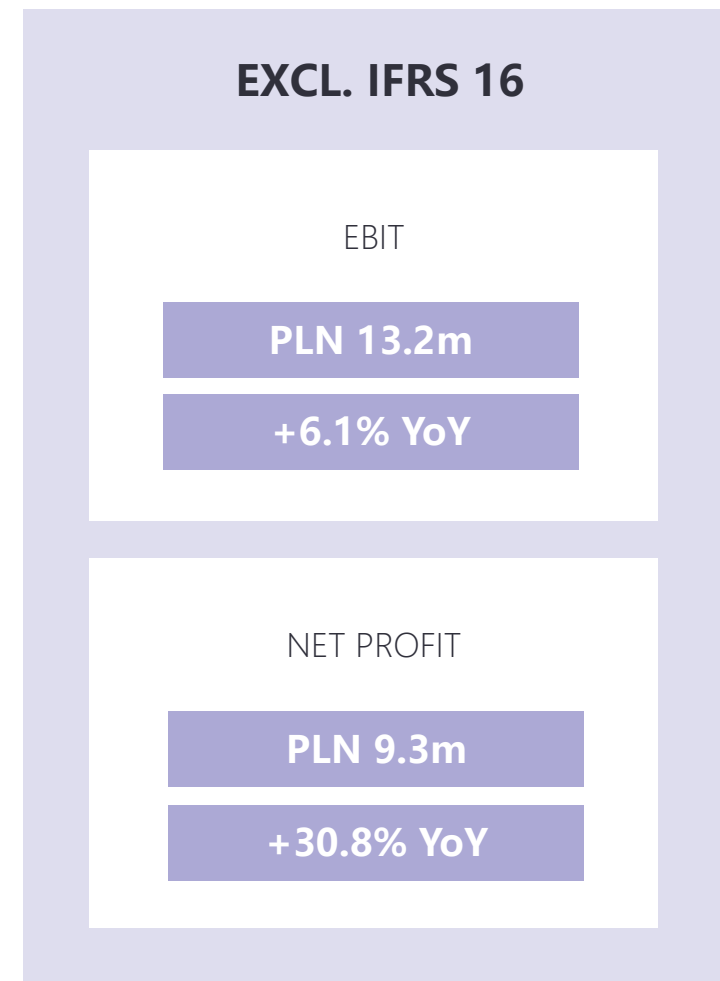 EXCL. IFRS 16
EBIT
PLN 13.2m
+6.1% YoY
NET PROFIT
PLN 9.3m
+30.8% YoY